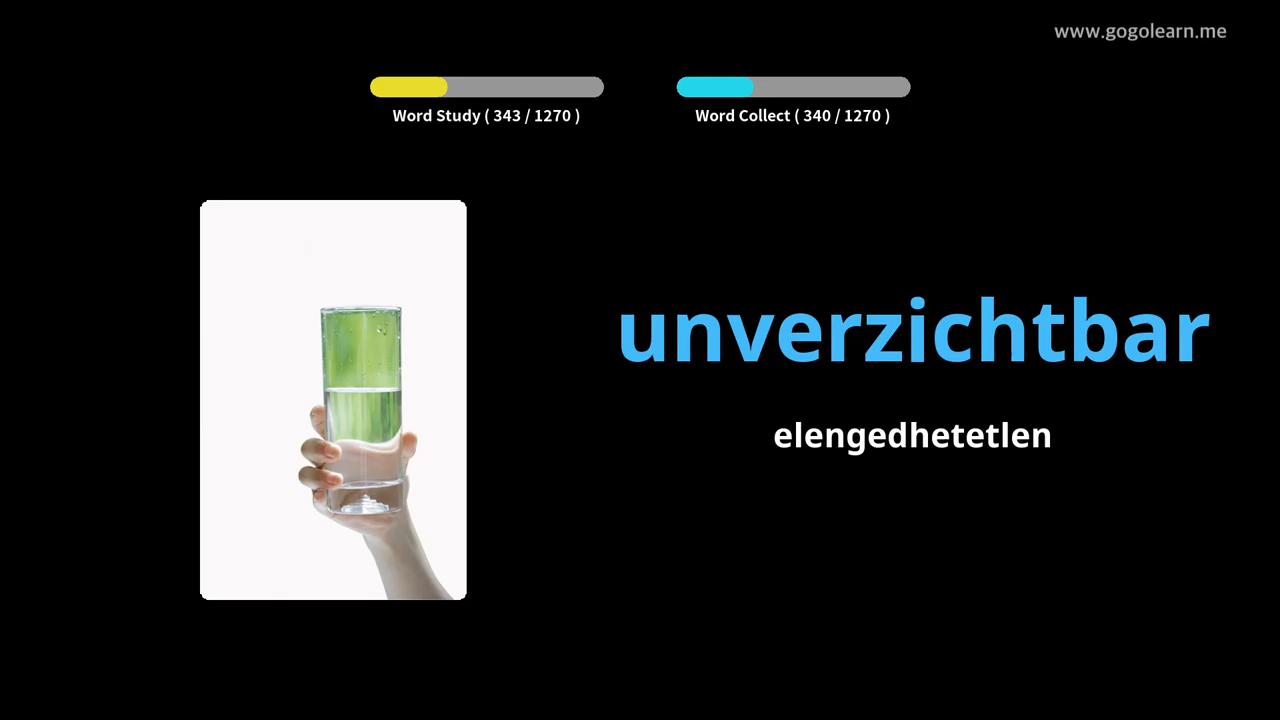 www.gogolearn.me
Word Study ( 343 / 1270 )
Word Collect ( 340 / 1270 )
unverzichtbar
elengedhetetlen